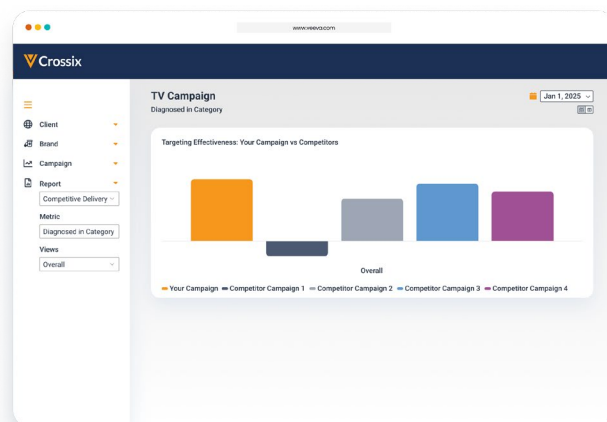 www.veeva.com
Crossix
TV Campaign
Diagnosed in Category
Jan 1, 2025
Client
Brand
Campaign
Report
Competitive Delivery
Metric
Diagnosed in Category
Views
Overall
Targeting Effectiveness: Your Campaign vs Competitors
Overall
Your Campaign Competitor Campaign 1 Competitor Campaign 2 Competitor Campaign 3 Competitor Campaign 4